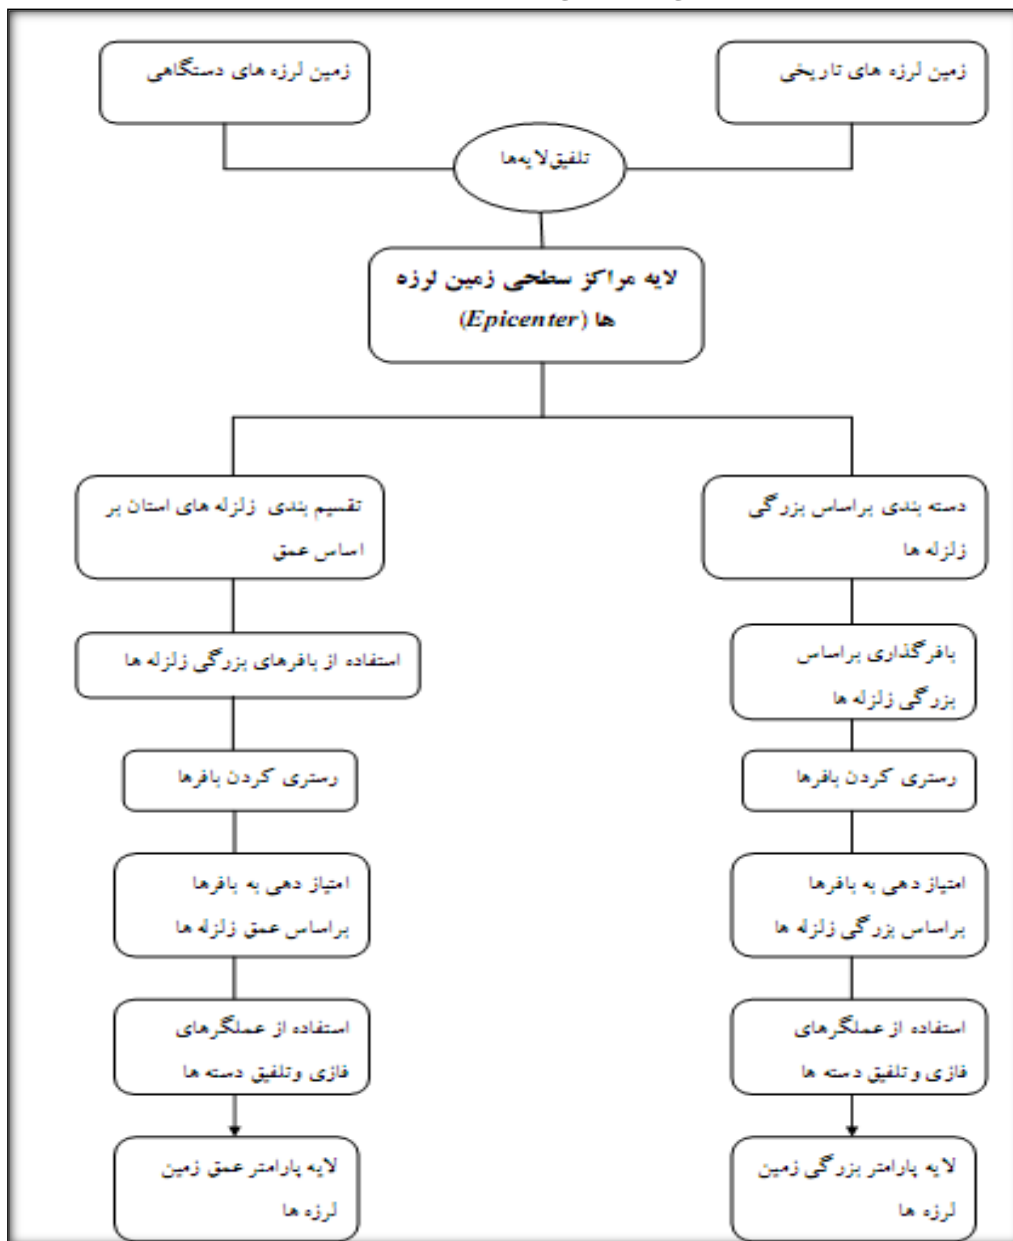 زمین لرزه های تاریخی
زمین لرزه های دستگاهی
تلفیق‌لایه‌ها
لایه مراکز سطحی زمین لرزه
ها (Epicenter)
دسته بندی براساس بزرگی
زلزله ها
بافرگذاری براساس
بزرگی زلزله ها
رستری کردن بافرها
امتیاز دهی به بافرها
براساس بزرگی زلزله ها
استفاده از عملگرهای
فازی و تلفیق دسته ها
لایه پارامتر بزرگی زمین
لرزه ها
تقسیم بندی زلزله های استان بر
اساس عمق
استفاده از بافرهای بزرگی زلزله ها
رستری کردن بافرها
امتیاز دهی به بافرها
براساس عمق زلزله ها
استفاده از عملگرهای
فازی وتلفیق دسته ها
لایه پارامتر عمق زمین
لرزه ها